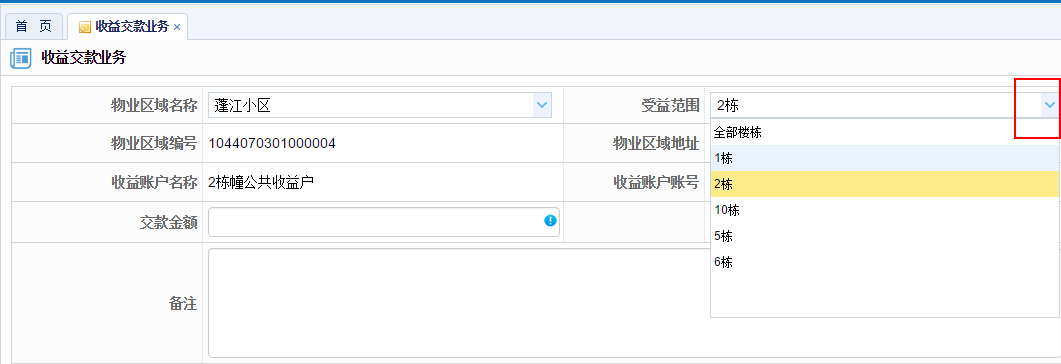 首 页
收益交款业务 ×
收益交款业务
物业区域名称 蓬江小区 受益范围 2栋
物业区域编号 1044070301000004 物业区域地址
收益账户名称 2栋幢公共收益户 收益账户账号
交款金额
备注
全部楼栋
1栋
2栋
10栋
5栋
6栋